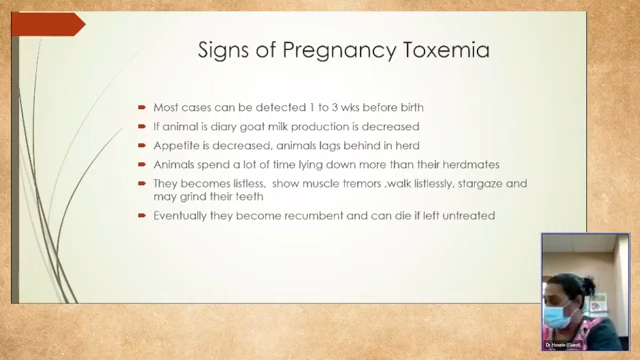 Signs of Pregnancy Toxemia
Most cases can be detected 1 to 3 wks before birth
If animal is diary goat milk production is decreased
Appetite is decreased, animals lags behind in herd
Animals spend a lot of time lying down more than their herdmates
They becomes listless, show muscle tremors ,walk listlessly, stargaze and
may grind their teeth
Eventually they become recumbent and can die if left untreated
Dr Hosein (Guest)